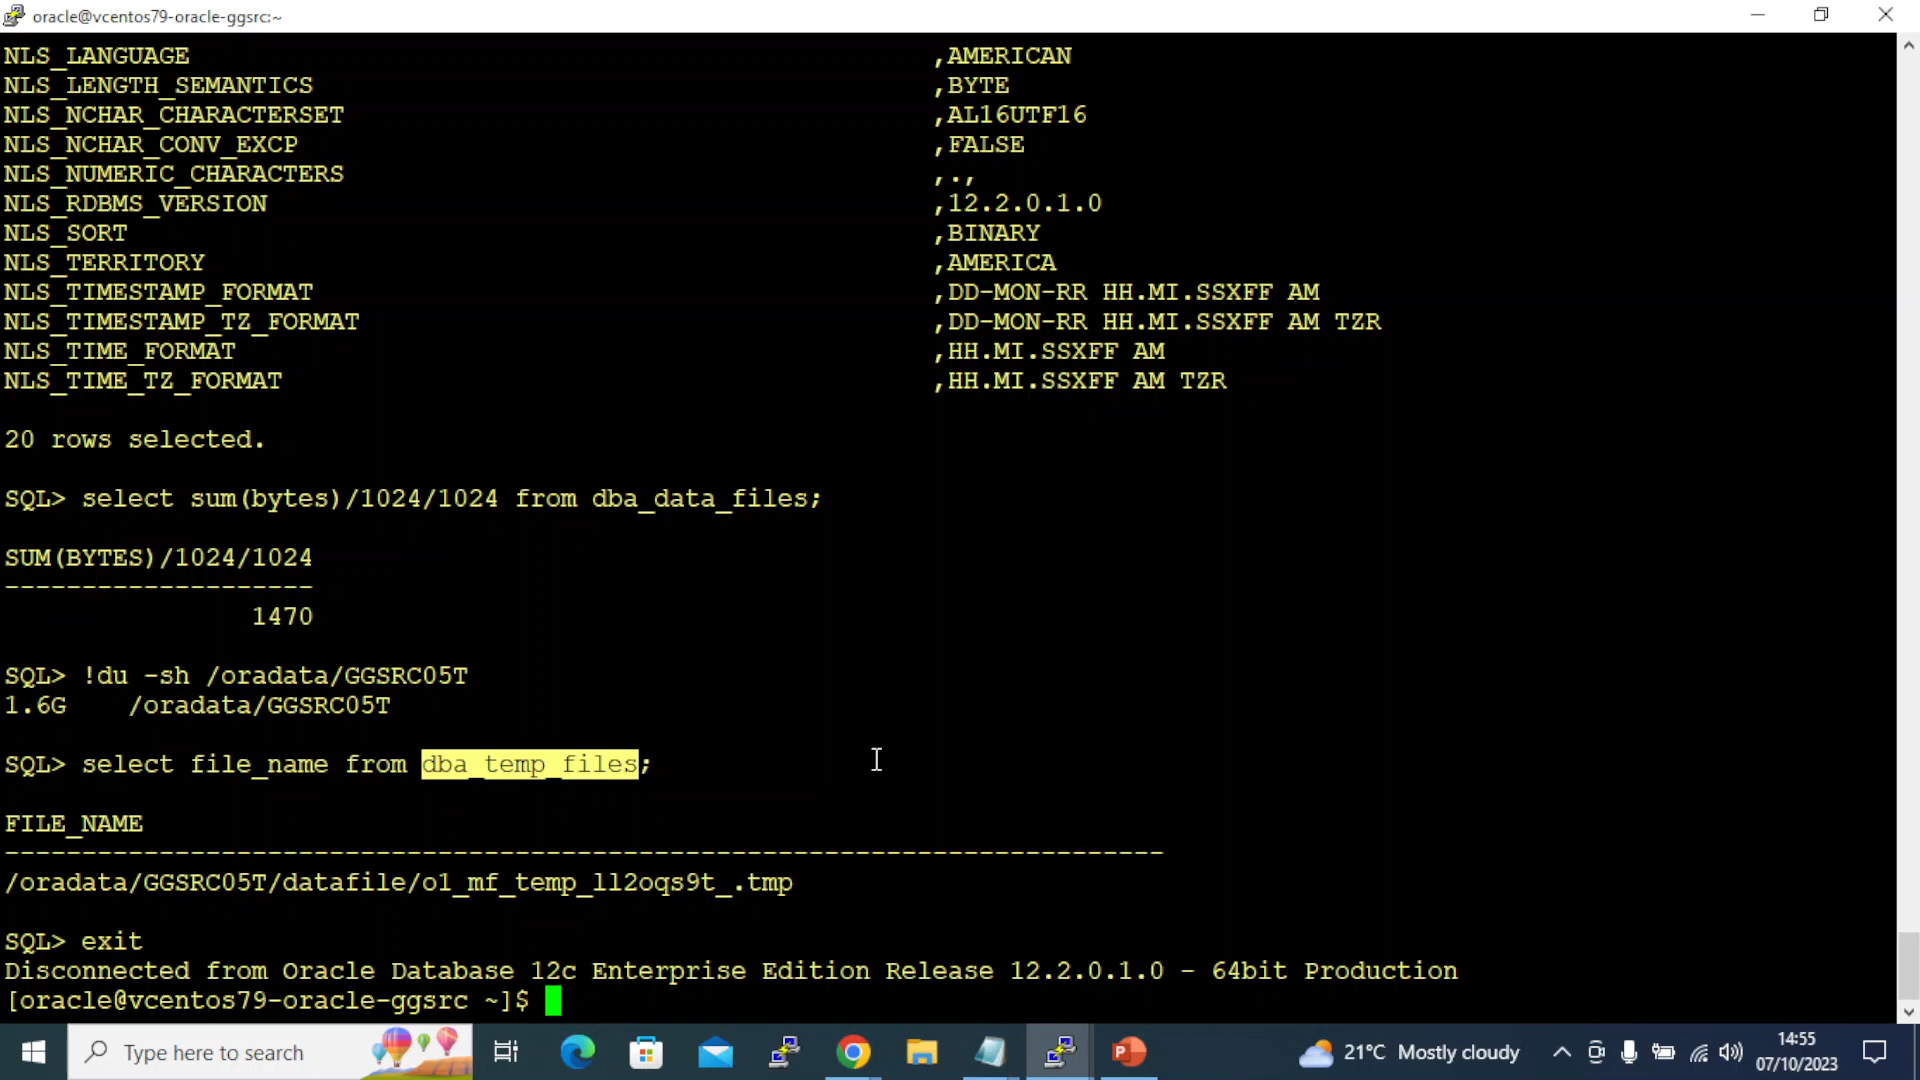 oracle@vcentos79-oracle-ggsrc:~
NLS_LANGUAGE ,AMERICAN
NLS_LENGTH_SEMANTICS ,BYTE
NLS_NCHAR_CHARACTERSET ,AL16UTF16
NLS_NCHAR_CONV_EXCP ,FALSE
NLS_NUMERIC_CHARACTERS ,.,
NLS_RDBMS_VERSION ,12.2.0.1.0
NLS_SORT ,BINARY
NLS_TERRITORY ,AMERICA
NLS_TIMESTAMP_FORMAT ,DD-MON-RR HH.MI.SSXFF AM
NLS_TIMESTAMP_TZ_FORMAT ,DD-MON-RR HH.MI.SSXFF AM TZR
NLS_TIME_FORMAT ,HH.MI.SSXFF AM
NLS_TIME_TZ_FORMAT ,HH.MI.SSXFF AM TZR
20 rows selected.
SQL> select sum(bytes)/1024/1024 from dba_data_files;
SUM(BYTES)/1024/1024
--------------------
1470
SQL> !du -sh /oradata/GGSRC05T
1.6G /oradata/GGSRC05T
SQL> select file_name from dba_temp_files;
FILE_NAME
---------------------------------------------------------------------------
/oradata/GGSRC05T/datafile/o1_mf_temp_ll2oqs9t_.tmp
SQL> exit
Disconnected from Oracle Database 12c Enterprise Edition Release 12.2.0.1.0 - 64bit Production
[oracle@vcentos79-oracle-ggsrc ~]$
Type here to search
21°C Mostly cloudy
14:55
07/10/2023